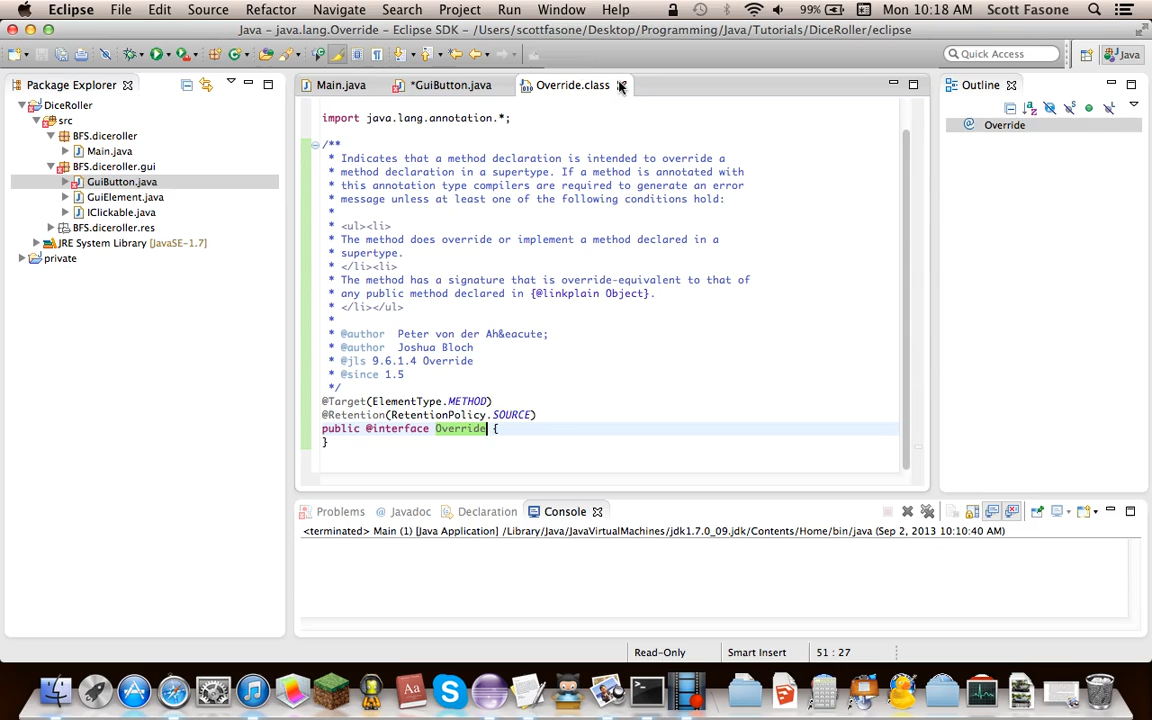 Eclipse File Edit Source Refactor Navigate Search Project Run Window Help 99% Mon 10:18 AM Scott Fasone
Java - java.lang.Override - Eclipse SDK - /Users/scottfasone/Desktop/Programming/Java/Tutorials/DiceRoller/eclipse
Quick Access Java
Package Explorer
DiceRoller
src
BFS.diceroller
Main.java
BFS.diceroller.gui
GuiButton.java
GuiElement.java
IClickable.java
BFS.diceroller.res
JRE System Library [JavaSE-1.7]
private
Main.java *GuiButton.java Override.class
import java.lang.annotation.*;
/**
* Indicates that a method declaration is intended to override a
* method declaration in a supertype. If a method is annotated with
* this annotation type compilers are required to generate an error
* message unless at least one of the following conditions hold:
*
* <ul><li>
* The method does override or implement a method declared in a
* supertype.
* </li><li>
* The method has a signature that is override-equivalent to that of
* any public method declared in {@linkplain Object}.
* </li></ul>
*
* @author Peter von der Ah&eacute;
* @author Joshua Bloch
* @jls 9.6.1.4 Override
* @since 1.5
*/
@Target(ElementType.METHOD)
@Retention(RetentionPolicy.SOURCE)
public @interface Override {
}
Outline
Override
Problems Javadoc Declaration Console
<terminated> Main (1) [Java Application] /Library/Java/JavaVirtualMachines/jdk1.7.0_09.jdk/Contents/Home/bin/java (Sep 2, 2013 10:10:40 AM)
Read-Only Smart Insert 51 : 27